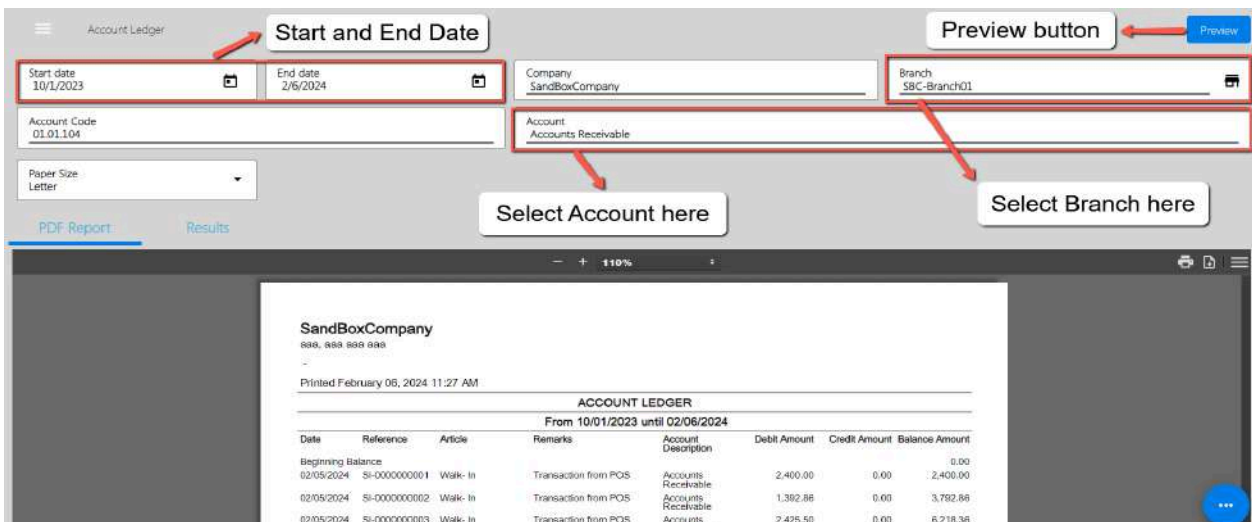 Account Ledger
Start and End Date
Preview button
Preview
Start date
10/1/2023
End date
2/6/2024
Company
SandBoxCompany
Branch
SBC-Branch01
Account Code
01.01.104
Account
Accounts Receivable
Paper Size
Letter
Select Account here
Select Branch here
PDF Report Results
− + 110%
SandBoxCompany
aaa, aaa aaa aaa
-
Printed February 06, 2024 11:27 AM
ACCOUNT LEDGER
From 10/01/2023 until 02/06/2024
Date Reference Article Remarks Account Description Debit Amount Credit Amount Balance Amount
Beginning Balance 0.00
02/05/2024 SI-0000000001 Walk- In Transaction from POS Accounts Receivable 2,400.00 0.00 2,400.00
02/05/2024 SI-0000000002 Walk- In Transaction from POS Accounts Receivable 1,392.86 0.00 3,792.86
02/05/2024 SI-0000000003 Walk- In Transaction from POS Accounts 2,425.50 0.00 6,218.36